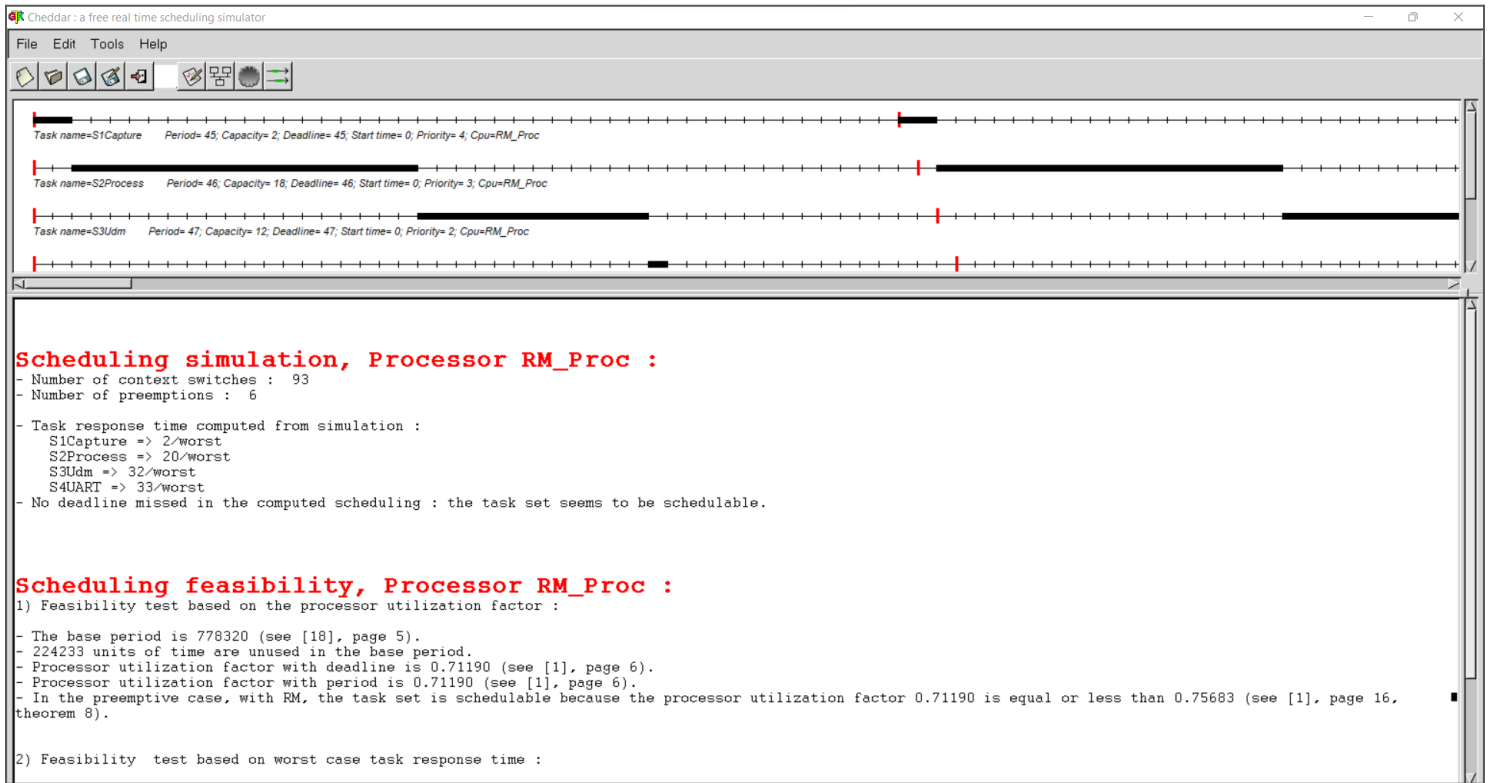 Cheddar : a free real time scheduling simulator
File Edit Tools Help
Task name=S1Capture Period= 45; Capacity= 2; Deadline= 45; Start time= 0; Priority= 4; Cpu=RM_Proc
Task name=S2Process Period= 46; Capacity= 18; Deadline= 46; Start time= 0; Priority= 3; Cpu=RM_Proc
Task name=S3Udm Period= 47; Capacity= 12; Deadline= 47; Start time= 0; Priority= 2; Cpu=RM_Proc
Scheduling simulation, Processor RM_Proc :
- Number of context switches : 93
- Number of preemptions : 6
- Task response time computed from simulation :
S1Capture => 2/worst
S2Process => 20/worst
S3Udm => 32/worst
S4UART => 33/worst
- No deadline missed in the computed scheduling : the task set seems to be schedulable.
Scheduling feasibility, Processor RM_Proc :
1) Feasibility test based on the processor utilization factor :
- The base period is 778320 (see [18], page 5).
- 224233 units of time are unused in the base period.
- Processor utilization factor with deadline is 0.71190 (see [1], page 6).
- Processor utilization factor with period is 0.71190 (see [1], page 6).
- In the preemptive case, with RM, the task set is schedulable because the processor utilization factor 0.71190 is equal or less than 0.75683 (see [1], page 16,
theorem 8).
2) Feasibility test based on worst case task response time :